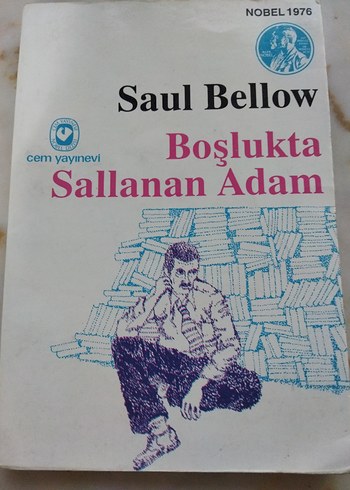 NOBEL 1976
Saul Bellow
cem yayınevi
Boşlukta
Sallanan Adam